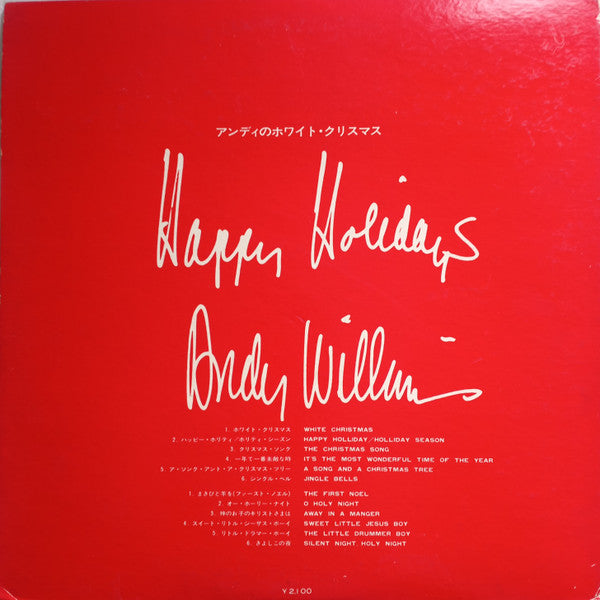 アンディのホワイト・クリスマス
Happy Holidays
Andy Williams
1. ホワイト・クリスマス WHITE CHRISTMAS
2. ハッピー・ホリディ/ホリディ・シーズン HAPPY HOLLIDAY/HOLLIDAY SEASON
3. クリスマス・ソング THE CHRISTMAS SONG
4. 一年で一番素敵な時 IT'S THE MOST WONDERFUL TIME OF THE YEAR
5. ア・ソング・アンド・ア・クリスマス・ツリー A SONG AND A CHRISTMAS TREE
6. ジングル・ベル JINGLE BELLS
1. まきびと羊を(ファースト・ノエル) THE FIRST NOEL
2. オー・ホーリー・ナイト O HOLY NIGHT
3. 神のお子のキリストさまは AWAY IN A MANGER
4. スイート・リトル・ジーザス・ボーイ SWEET LITTLE JESUS BOY
5. リトル・ドラマー・ボーイ THE LITTLE DRUMMER BOY
6. きよしこの夜 SILENT NIGHT, HOLY NIGHT
¥2,100